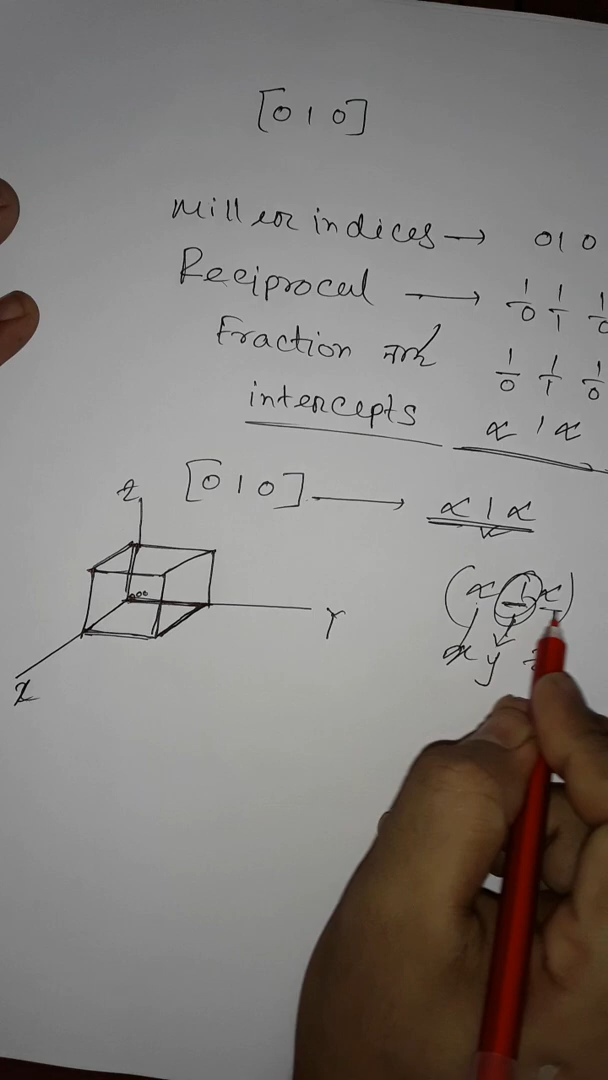 [0 1 0]
Miller indices → 0 1 0
Reciprocal → 1/0 1/1 1/0
Fraction 1/0 1/1 1/0
intercepts ∝ 1 ∝
[0 1 0] → ∝ 1 ∝
Z
000
Y
X
(∝ 1 ∝)
x y z